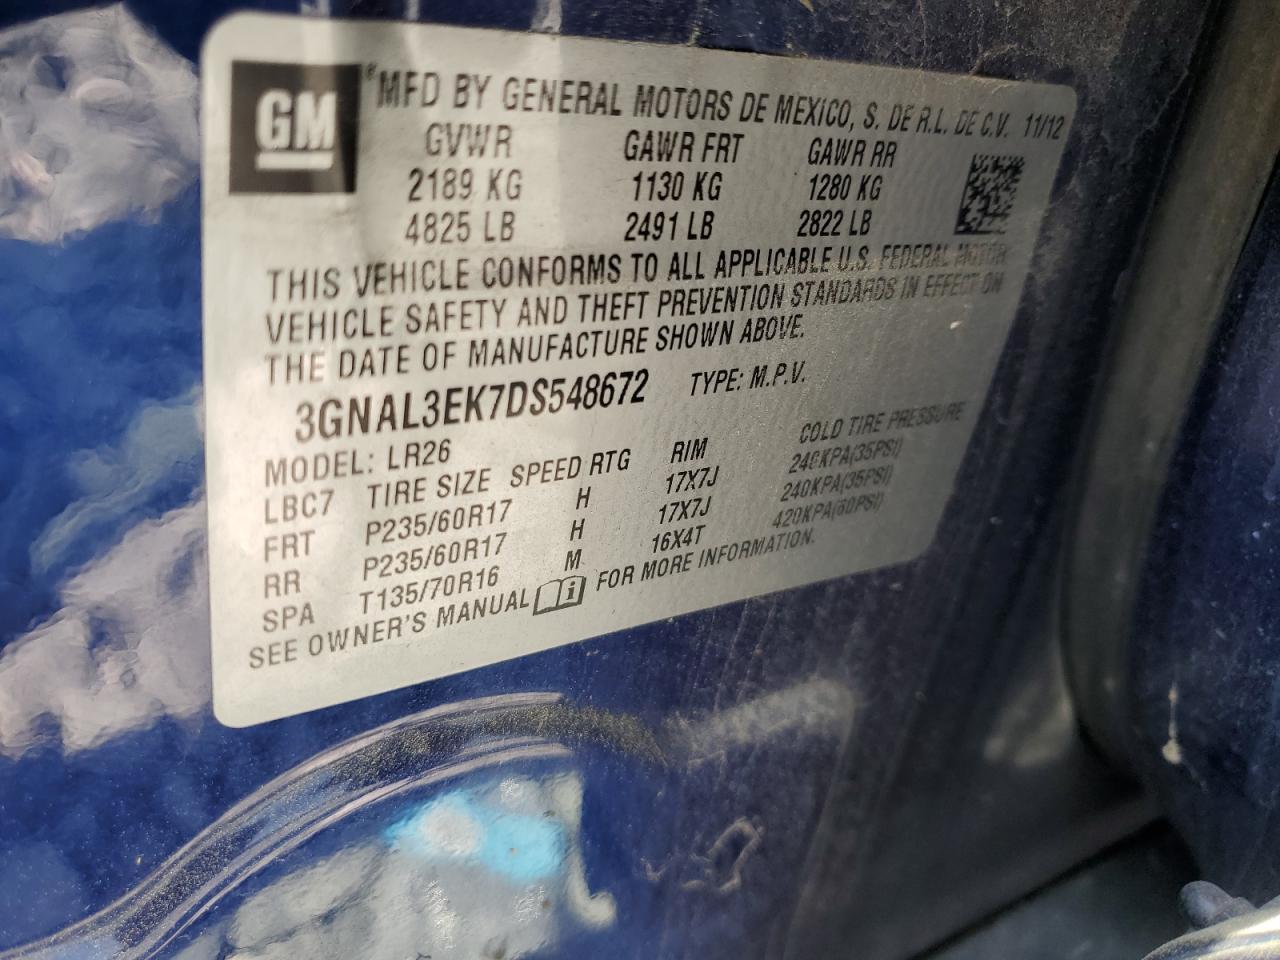 GM
*MFD BY GENERAL MOTORS DE MEXICO, S. DE R.L. DE C.V. 11/12
GVWR GAWR FRT GAWR RR
2189 KG 1130 KG 1280 KG
4825 LB 2491 LB 2822 LB
THIS VEHICLE CONFORMS TO ALL APPLICABLE U.S. FEDERAL MOTOR
VEHICLE SAFETY AND THEFT PREVENTION STANDARDS IN EFFECT ON
THE DATE OF MANUFACTURE SHOWN ABOVE.
3GNAL3EK7DS548672 TYPE: M.P.V.
MODEL: LR26
LBC7 TIRE SIZE SPEED RTG RIM COLD TIRE PRESSURE
FRT P235/60R17 H 17X7J 240KPA(35PSI)
RR P235/60R17 H 17X7J 240KPA(35PSI)
SPA T135/70R16 M 16X4T 420KPA(60PSI)
SEE OWNER'S MANUAL i FOR MORE INFORMATION.